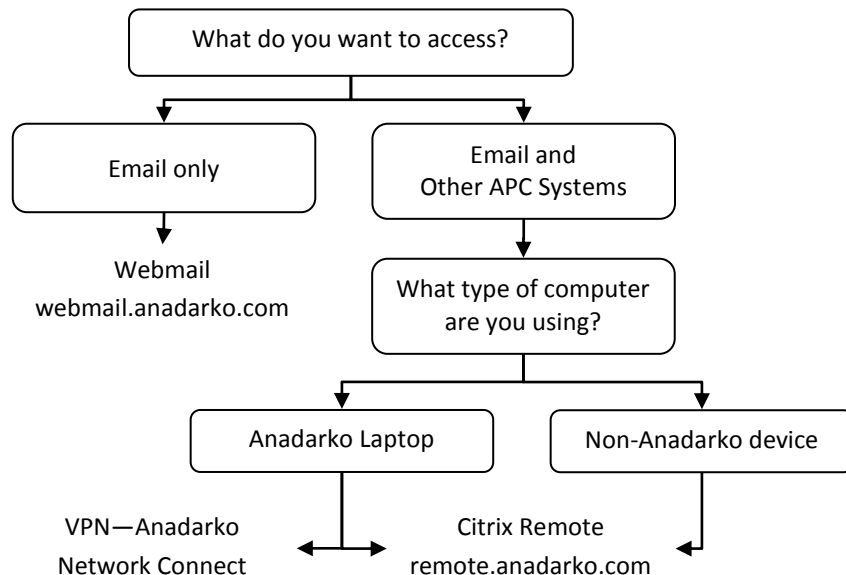 What do you want to access?
Email only
Email and
Other APC Systems
Webmail
webmail.anadarko.com
What type of computer
are you using?
Anadarko Laptop
Non-Anadarko device
VPN—Anadarko
Network Connect
Citrix Remote
remote.anadarko.com